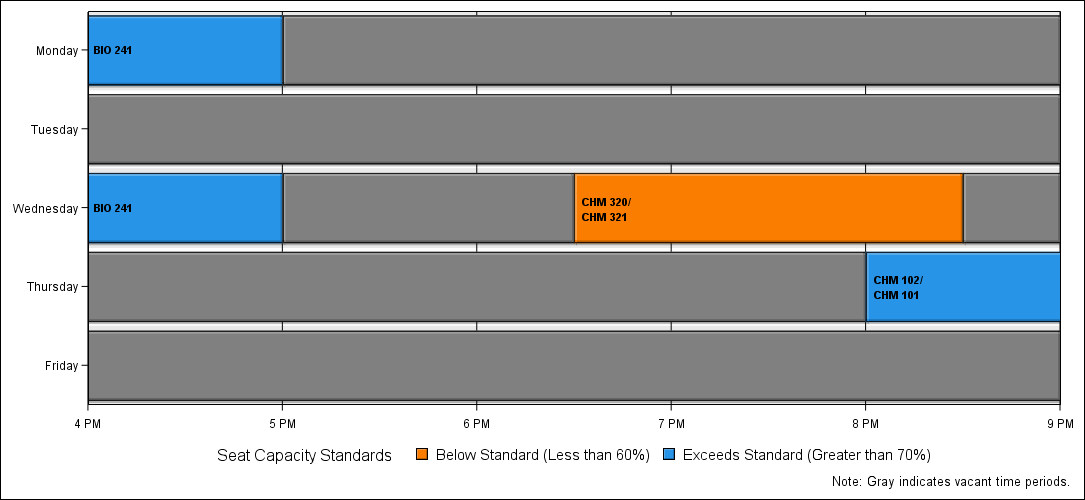 Monday
BIO 241
Tuesday
Wednesday
BIO 241
CHM 320/
CHM 321
Thursday
CHM 102/
CHM 101
Friday
4 PM 5 PM 6 PM 7 PM 8 PM 9 PM
Seat Capacity Standards Below Standard (Less than 60%) Exceeds Standard (Greater than 70%)
Note: Gray indicates vacant time periods.